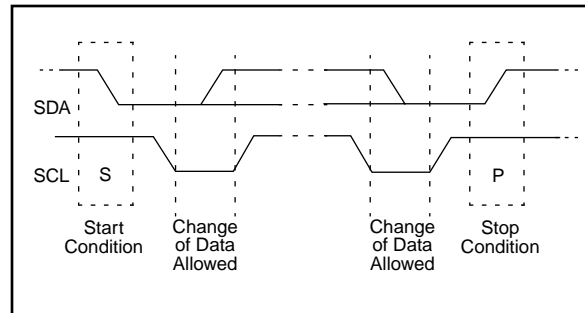 SDA
SCL
S
P
Start
Condition
Change
of Data
Allowed
Change
of Data
Allowed
Stop
Condition